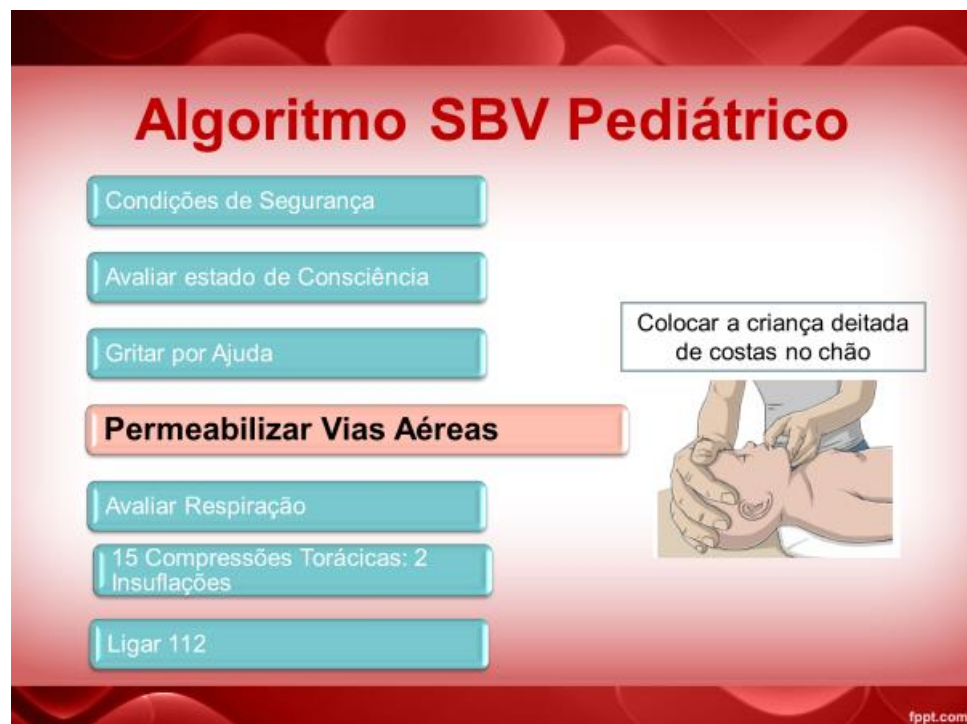 Algoritmo SBV Pediátrico
Condições de Segurança
Avaliar estado de Consciência
Gritar por Ajuda
Colocar a criança deitada
de costas no chão
Permeabilizar Vias Aéreas
Avaliar Respiração
15 Compressões Torácicas: 2
Insuflações
Ligar 112
fppt.com